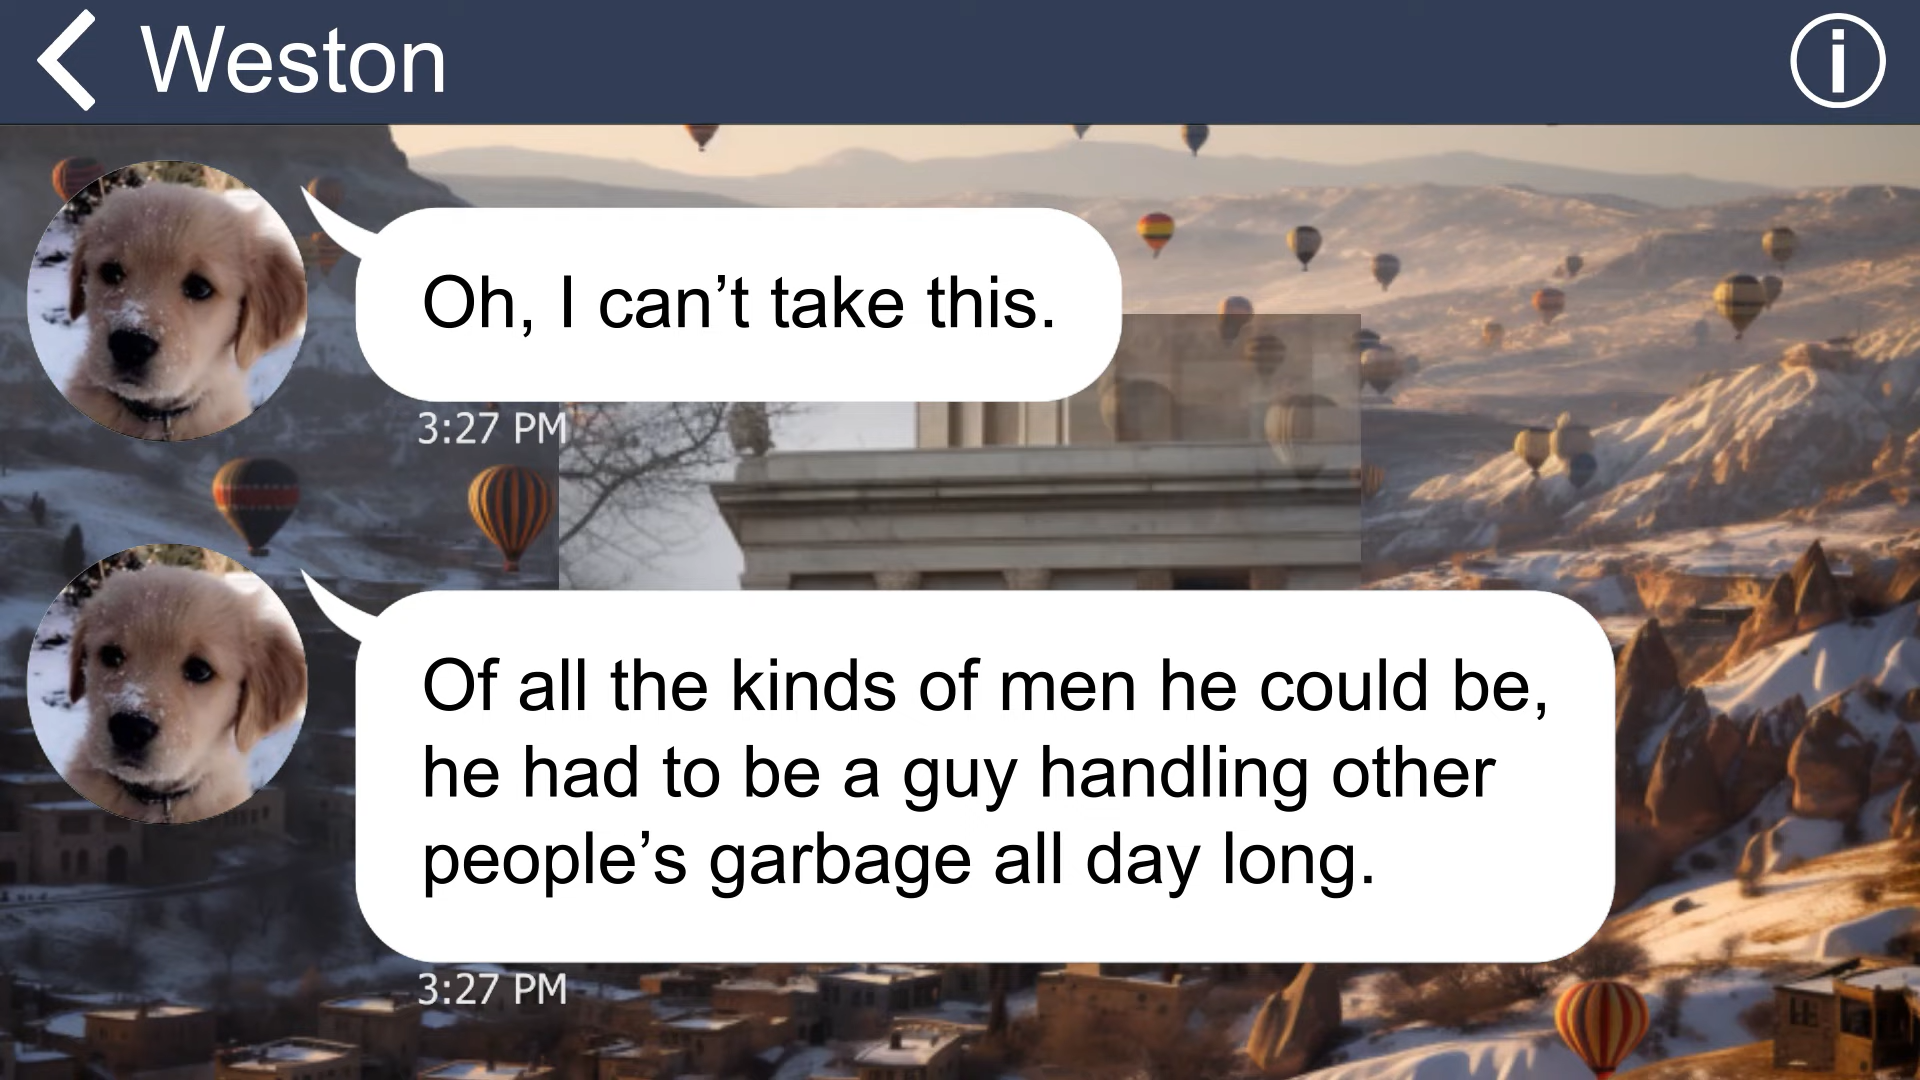 Weston
Oh, I can’t take this.
3:27 PM
Of all the kinds of men he could be,
he had to be a guy handling other
people’s garbage all day long.
3:27 PM